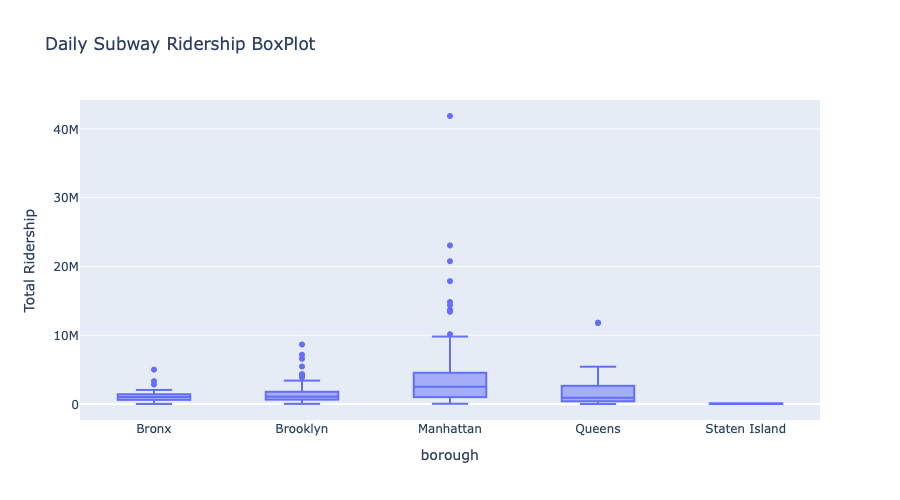 Daily Subway Ridership BoxPlot
Total Ridership
40M
30M
20M
10M
0
Bronx Brooklyn Manhattan Queens Staten Island
borough